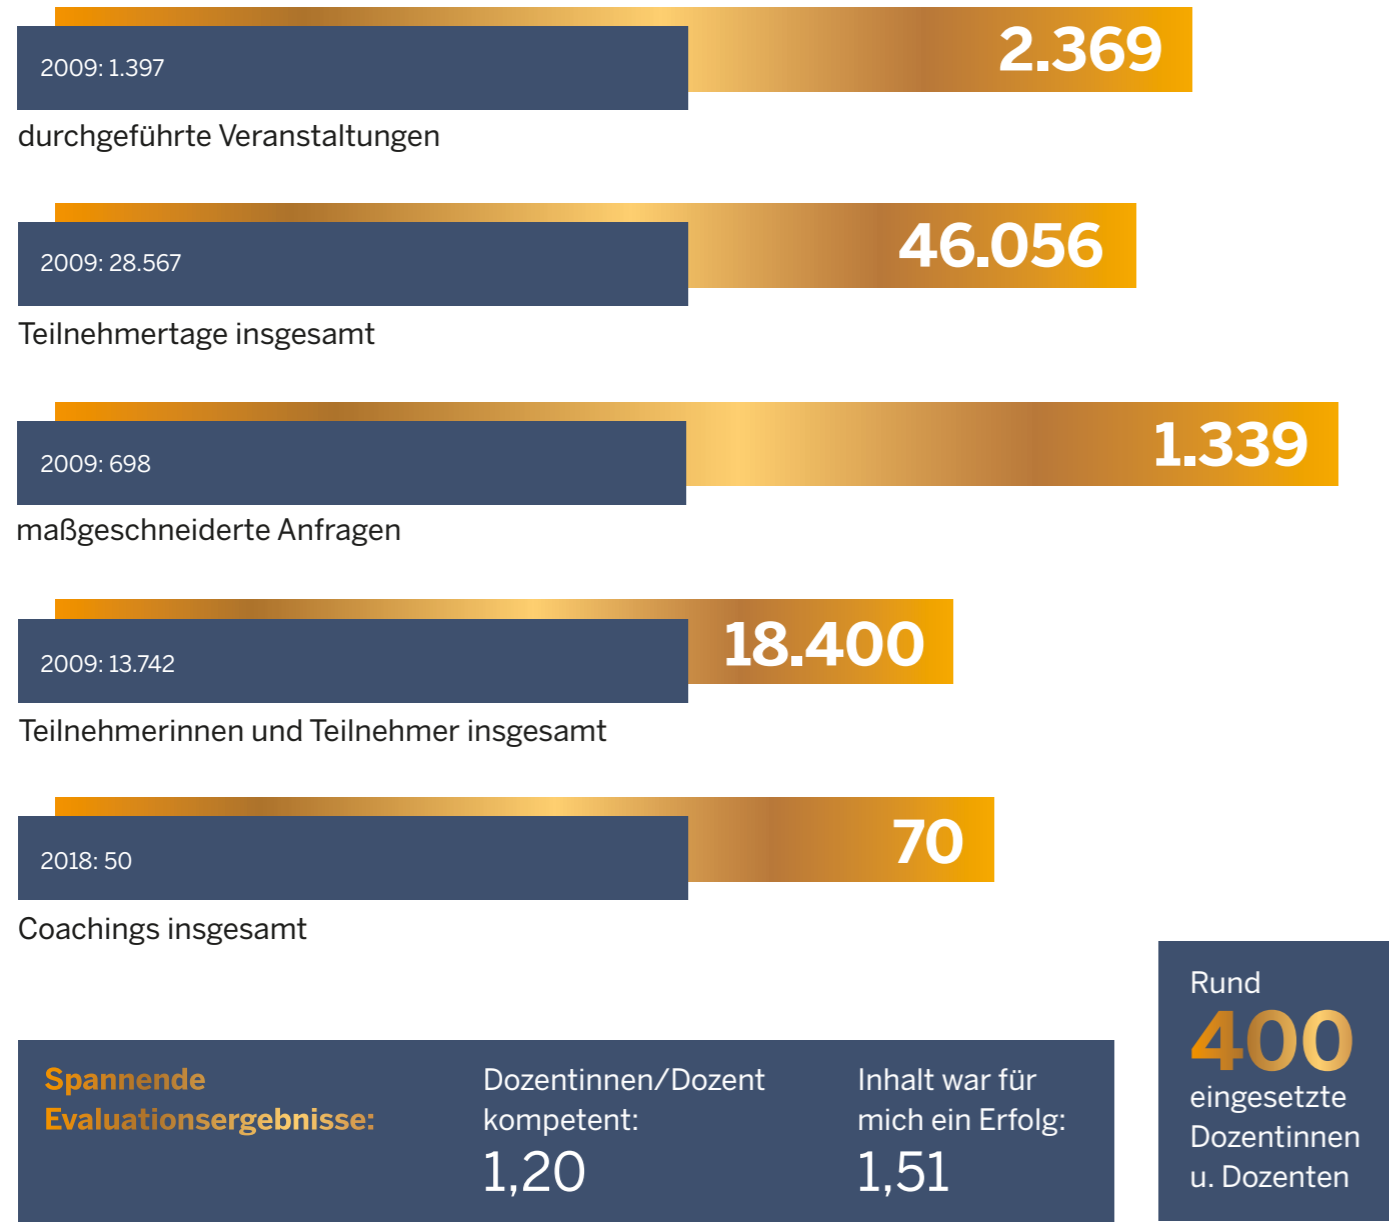 2.369
2009: 1.397
durchgeführte Veranstaltungen
46.056
2009: 28.567
Teilnehmertage insgesamt
1.339
2009: 698
maßgeschneiderte Anfragen
18.400
2009: 13.742
Teilnehmerinnen und Teilnehmer insgesamt
70
2018: 50
Coachings insgesamt
Spannende
Evaluationsergebnisse:
Dozentinnen/Dozent
kompetent:
1,20
Inhalt war für
mich ein Erfolg:
1,51
Rund
400
eingesetzte
Dozentinnen
u. Dozenten